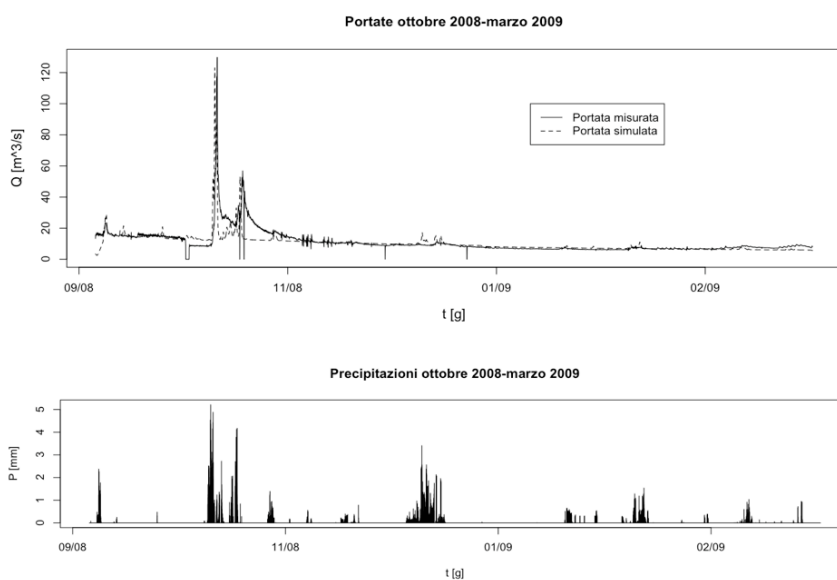 Portate ottobre 2008-marzo 2009
Q [m^3/s]
0 20 40 60 80 100 120
Portata misurata
Portata simulata
09/08 11/08 01/09 02/09
t [g]
Precipitazioni ottobre 2008-marzo 2009
P [mm]
0 1 2 3 4 5
09/08 11/08 01/09 02/09
t [g]